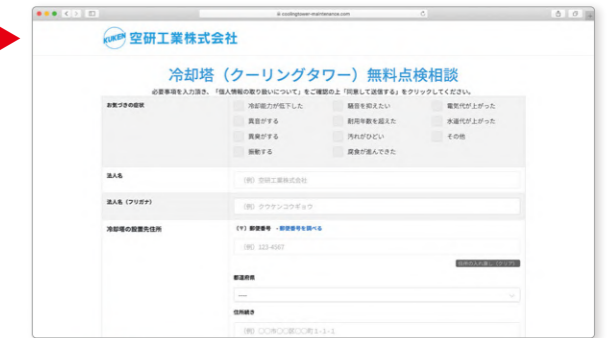 coolingtower-maintenance.com
KUKEN 空研工業株式会社
冷却塔（クーリングタワー）無料点検相談
必要事項を入力頂き、「個人情報の取り扱いについて」をご確認の上「同意して送信する」をクリックしてください。
お気づきの症状
冷却能力が低下した 騒音を抑えたい 電気代が上がった
異音がする 耐用年数を超えた 水道代が上がった
異臭がする 汚れがひどい その他
振動する 腐食が進んできた
法人名
（例）空研工業株式会社
法人名（フリガナ）
（例）クウケンコウギョウ
冷却塔の設置先住所
（〒）郵便番号 ・郵便番号を調べる
（例）123-4567
住所の入れ直し（クリア）
都道府県
----
住所続き
（例）〇〇市〇〇区〇〇町1-1-1